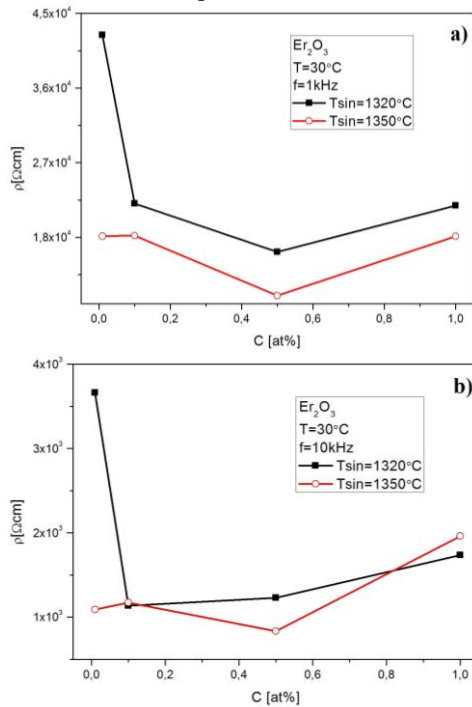 a)
4,5x10⁴
3,6x10⁴
2,7x10⁴
1,8x10⁴
ρ[Ωcm]
Er₂O₃
T=30°C
f=1kHz
Tsin=1320°C
Tsin=1350°C
0,0 0,2 0,4 0,6 0,8 1,0
C [at%]
b)
4x10³
3x10³
2x10³
1x10³
ρ[Ωcm]
Er₂O₃
T=30°C
f=10kHz
Tsin=1320°C
Tsin=1350°C
0,0 0,2 0,4 0,6 0,8 1,0
C [at%]